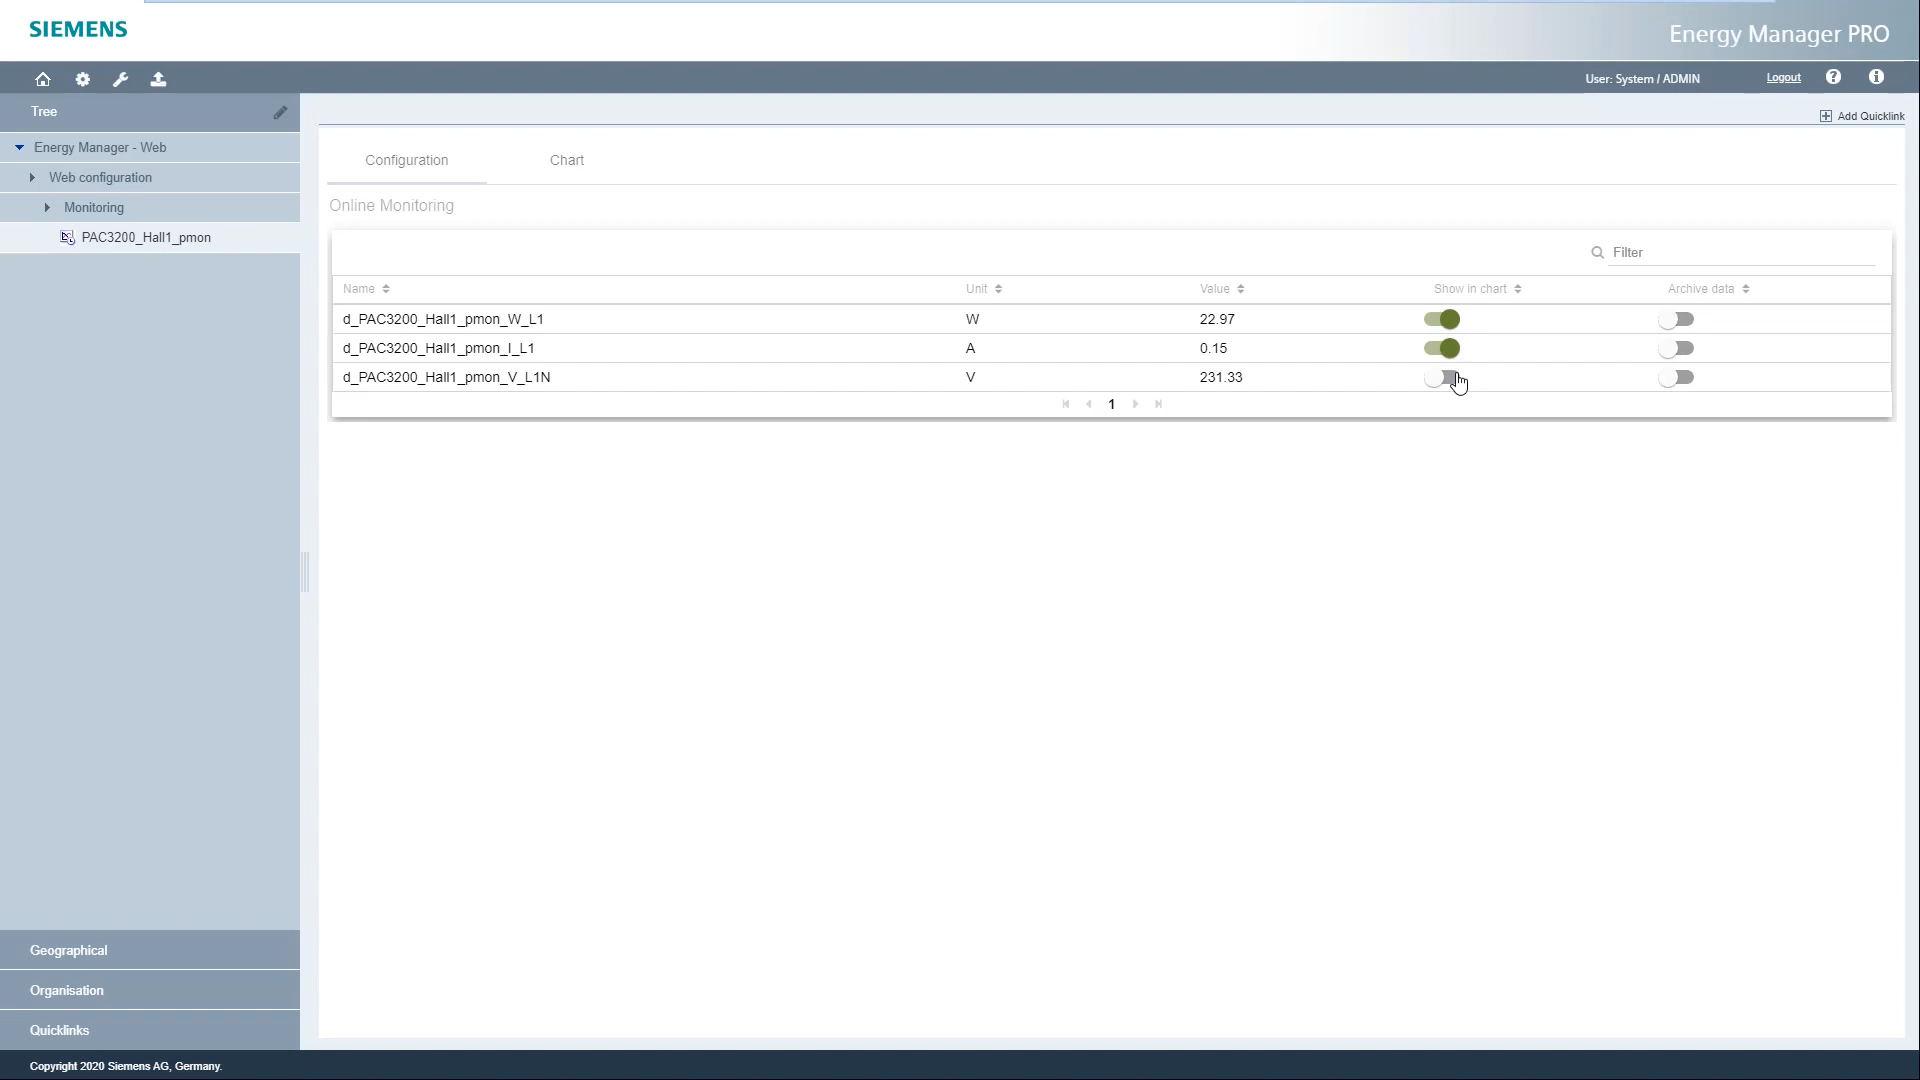 SIEMENS
Energy Manager PRO
User: System / ADMIN
Logout
Tree
Add Quicklink
Energy Manager - Web
Web configuration
Monitoring
PAC3200_Hall1_pmon
Configuration
Chart
Online Monitoring
Filter
Name Unit Value Show in chart Archive data
d_PAC3200_Hall1_pmon_W_L1 W 22.97
d_PAC3200_Hall1_pmon_I_L1 A 0.15
d_PAC3200_Hall1_pmon_V_L1N V 231.33
1
Geographical
Organisation
Quicklinks
Copyright 2020 Siemens AG, Germany.